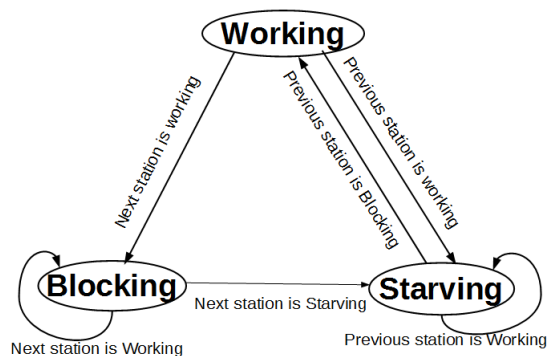 Working
Next station is working
Previous station is Blocking
Previous station is working
Blocking
Starving
Next station is Starving
Next station is Working
Previous station is Working